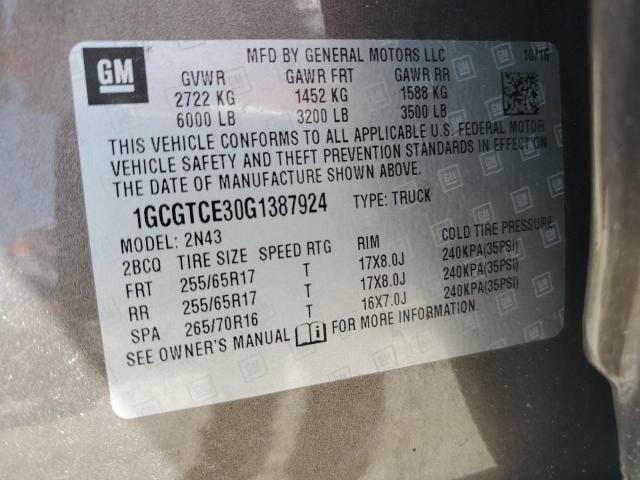 GM
MFD BY GENERAL MOTORS LLC 10/16
GVWR GAWR FRT GAWR RR
2722 KG 1452 KG 1588 KG
6000 LB 3200 LB 3500 LB
THIS VEHICLE CONFORMS TO ALL APPLICABLE U.S. FEDERAL MOTOR
VEHICLE SAFETY AND THEFT PREVENTION STANDARDS IN EFFECT ON
THE DATE OF MANUFACTURE SHOWN ABOVE.
1GCGTCE30G1387924 TYPE: TRUCK
MODEL: 2N43
2BCQ TIRE SIZE SPEED RTG RIM COLD TIRE PRESSURE
FRT 255/65R17 T 17X8.0J 240KPA(35PSI)
RR 255/65R17 T 17X8.0J 240KPA(35PSI)
SPA 265/70R16 T 16X7.0J 240KPA(35PSI)
SEE OWNER'S MANUAL FOR MORE INFORMATION.